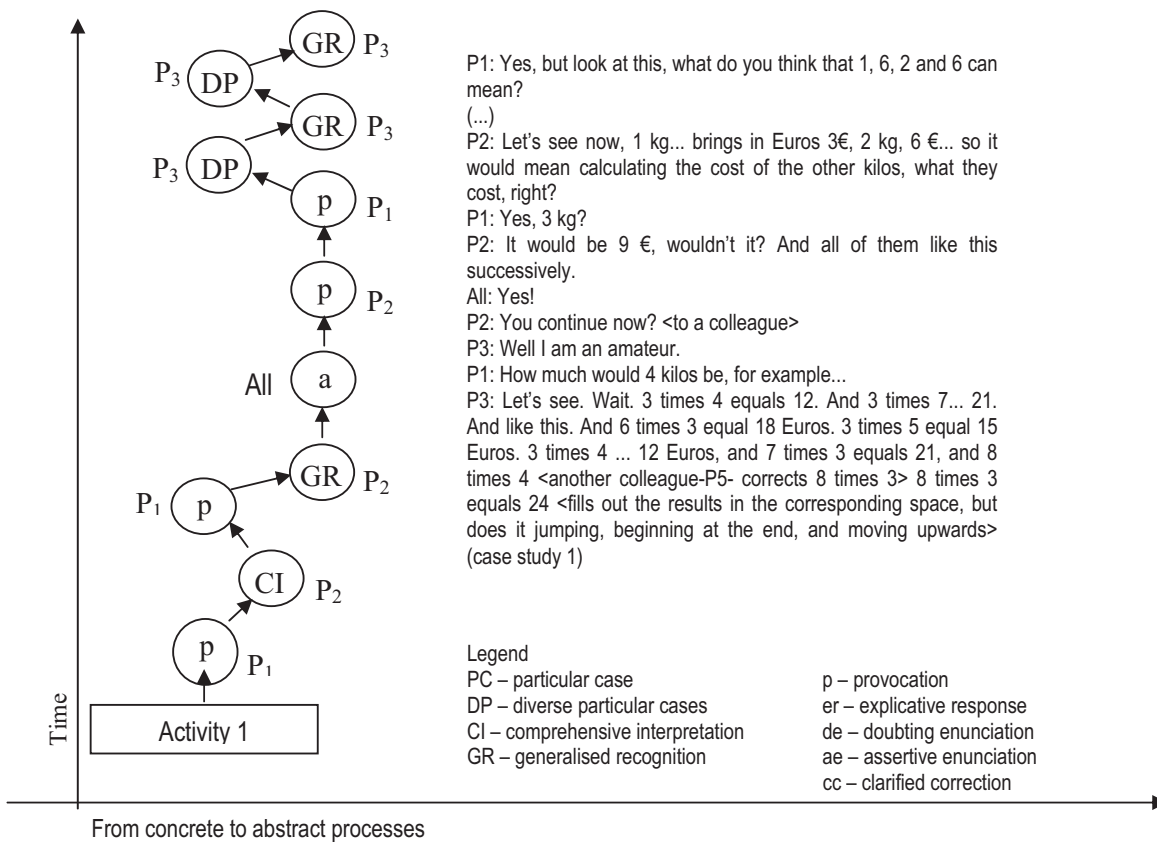 GR P₃
P₃ DP
GR P₃
P₃ DP
p P₁
p P₂
All a
GR P₂
P₁ p
CI P₂
p P₁
Activity 1
Time
From concrete to abstract processes
P1: Yes, but look at this, what do you think that 1, 6, 2 and 6 can
mean?
(...)
P2: Let's see now, 1 kg... brings in Euros 3€, 2 kg, 6 €... so it
would mean calculating the cost of the other kilos, what they
cost, right?
P1: Yes, 3 kg?
P2: It would be 9 €, wouldn't it? And all of them like this
successively.
All: Yes!
P2: You continue now? <to a colleague>
P3: Well I am an amateur.
P1: How much would 4 kilos be, for example...
P3: Let's see. Wait. 3 times 4 equals 12. And 3 times 7... 21.
And like this. And 6 times 3 equal 18 Euros. 3 times 5 equal 15
Euros. 3 times 4 ... 12 Euros, and 7 times 3 equals 21, and 8
times 4 <another colleague-P5- corrects 8 times 3> 8 times 3
equals 24 <fills out the results in the corresponding space, but
does it jumping, beginning at the end, and moving upwards>
(case study 1)
Legend
PC – particular case
DP – diverse particular cases
CI – comprehensive interpretation
GR – generalised recognition
p – provocation
er – explicative response
de – doubting enunciation
ae – assertive enunciation
cc – clarified correction